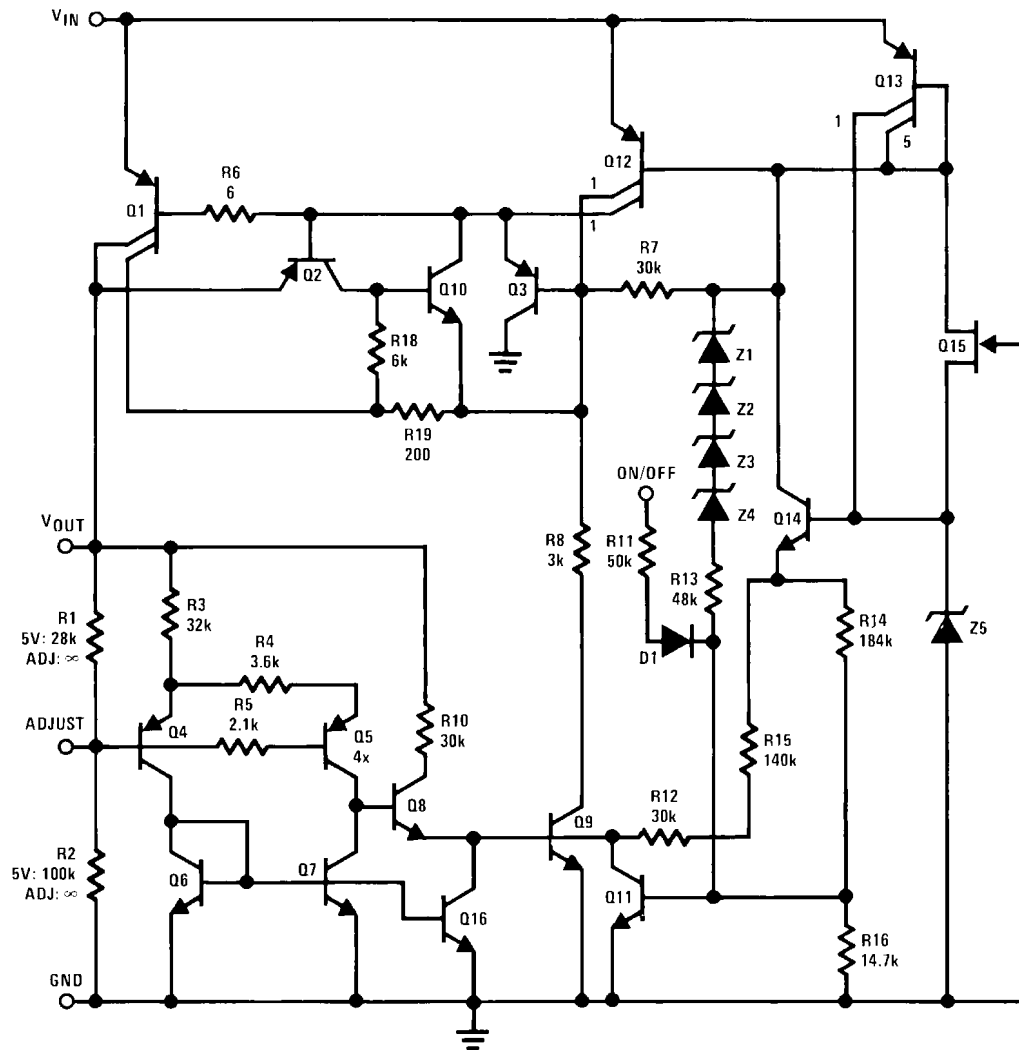 VIN
Q13
1
5
Q12
1
1
R6
6
Q1
Q2
Q10
Q3
R7
30k
R18
6k
R19
200
Z1
Z2
Z3
Z4
Q15
ON/OFF
R11
50k
R13
48k
D1
Q14
R14
184k
Z5
VOUT
R8
3k
R1
5V: 28k
ADJ: ∞
R3
32k
R4
3.6k
R5
2.1k
ADJUST
Q4
Q5
4x
R10
30k
R15
140k
Q8
R12
30k
Q9
R2
5V: 100k
ADJ: ∞
Q6
Q7
Q16
Q11
R16
14.7k
GND